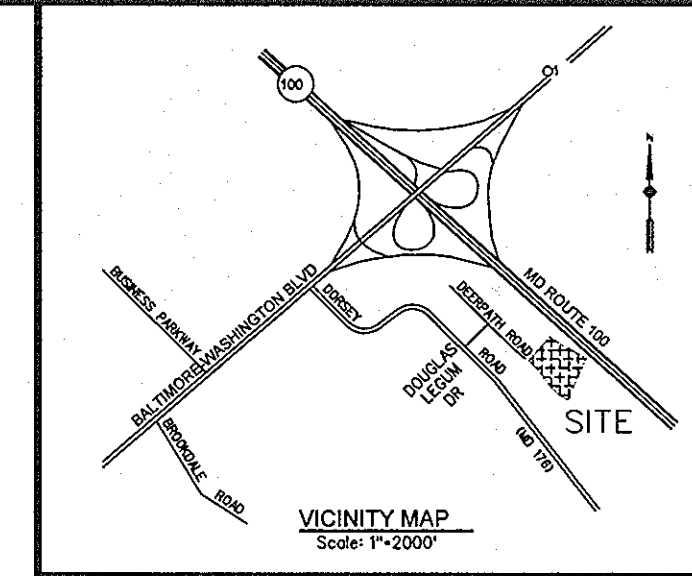 100
1
N
MD ROUTE 100
BUSINESS PARKWAY
BALTIMORE-WASHINGTON BLVD
DORSEY
ROAD
(MD 176)
DEERPATH ROAD
DOUGLAS
LEGUM
DR
SITE
BROOKDALE
ROAD
VICINITY MAP
Scale: 1"=2000'